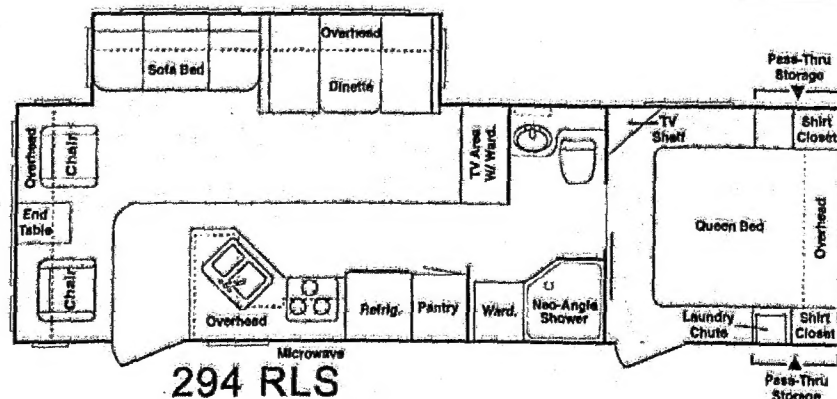 Overhead
Sofa Bed
Dinette
Pass-Thru
Storage
TV
Shelf
Shirt
Closet
Overhead
Chair
TV Area
W/ Ward.
End
Table
Queen Bed
Overhead
Chair
Overhead
Refrig.
Pantry
Ward.
Neo-Angle
Shower
Laundry
Chute
Shirt
Closet
Microwave
Pass-Thru
Storage
294 RLS